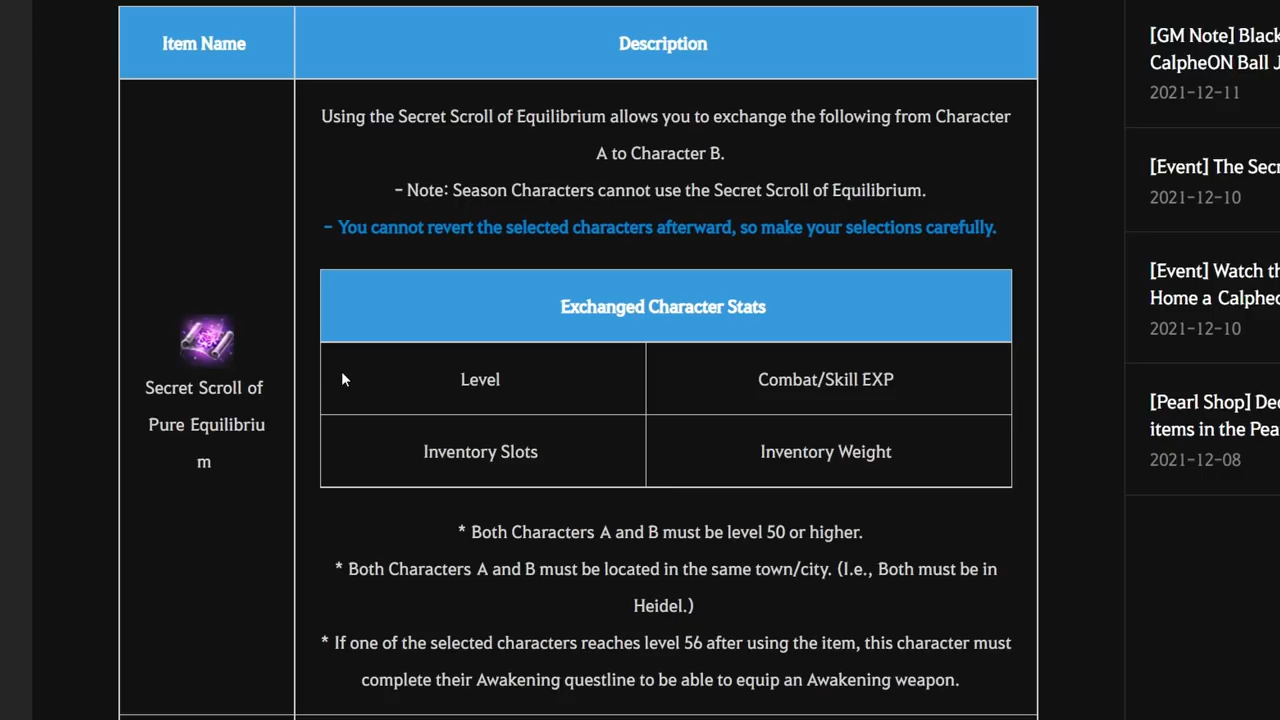 Item Name
Description
Using the Secret Scroll of Equilibrium allows you to exchange the following from Character
A to Character B.
- Note: Season Characters cannot use the Secret Scroll of Equilibrium.
- You cannot revert the selected characters afterward, so make your selections carefully.
Exchanged Character Stats
Level
Combat/Skill EXP
Inventory Slots
Inventory Weight
Secret Scroll of
Pure Equilibriu
m
* Both Characters A and B must be level 50 or higher.
* Both Characters A and B must be located in the same town/city. (I.e., Both must be in
Heidel.)
* If one of the selected characters reaches level 56 after using the item, this character must
complete their Awakening questline to be able to equip an Awakening weapon.
[GM Note] Black
CalpheON Ball J
2021-12-11
[Event] The Secr
2021-12-10
[Event] Watch th
Home a Calpheo
2021-12-10
[Pearl Shop] Dec
items in the Pea
2021-12-08